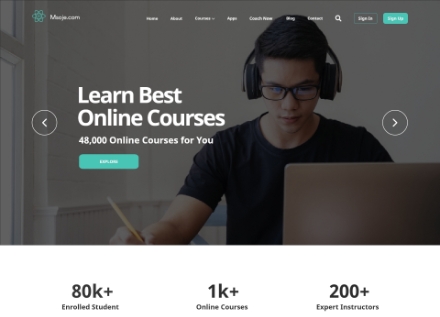 Moja.com
Home About Courses Apps Coach Now Blog Contact Sign In Sign Up
Learn Best
Online Courses
48,000 Online Courses for You
EXPLORE
80k+ 1k+ 200+
Enrolled Student Online Courses Expert Instructors